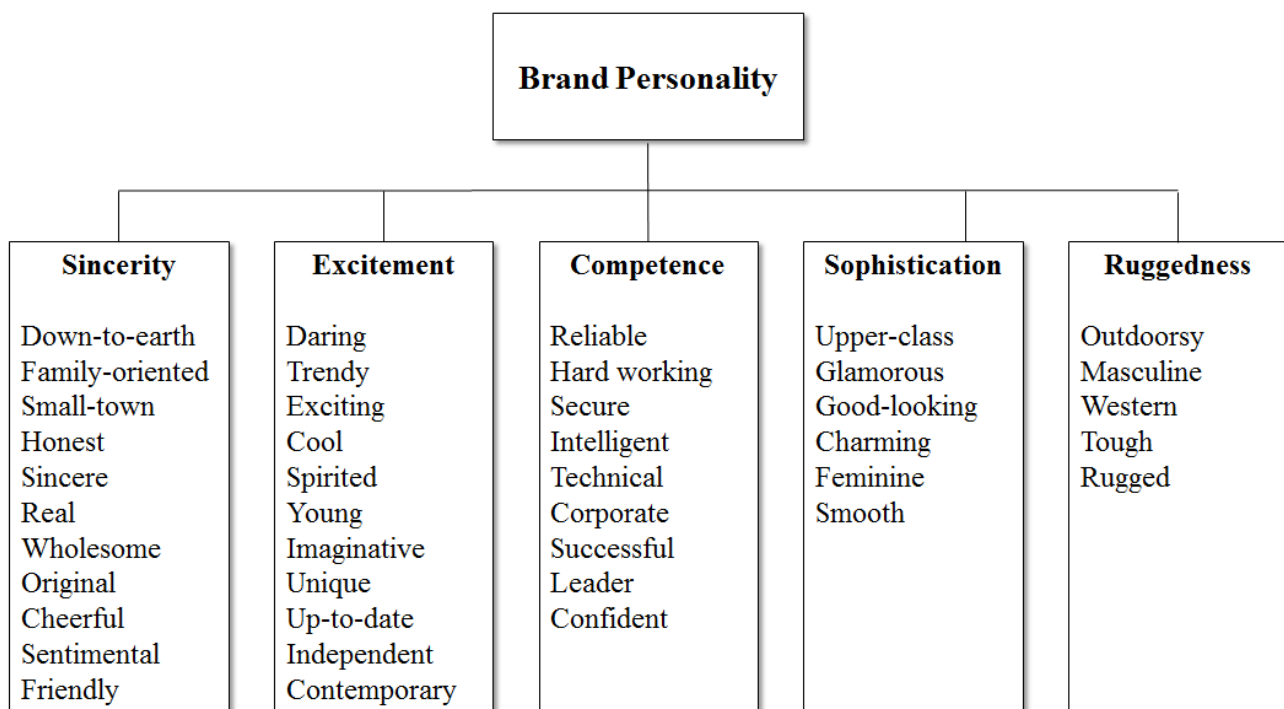 Brand Personality
Sincerity
Down-to-earth
Family-oriented
Small-town
Honest
Sincere
Real
Wholesome
Original
Cheerful
Sentimental
Friendly
Excitement
Daring
Trendy
Exciting
Cool
Spirited
Young
Imaginative
Unique
Up-to-date
Independent
Contemporary
Competence
Reliable
Hard working
Secure
Intelligent
Technical
Corporate
Successful
Leader
Confident
Sophistication
Upper-class
Glamorous
Good-looking
Charming
Feminine
Smooth
Ruggedness
Outdoorsy
Masculine
Western
Tough
Rugged